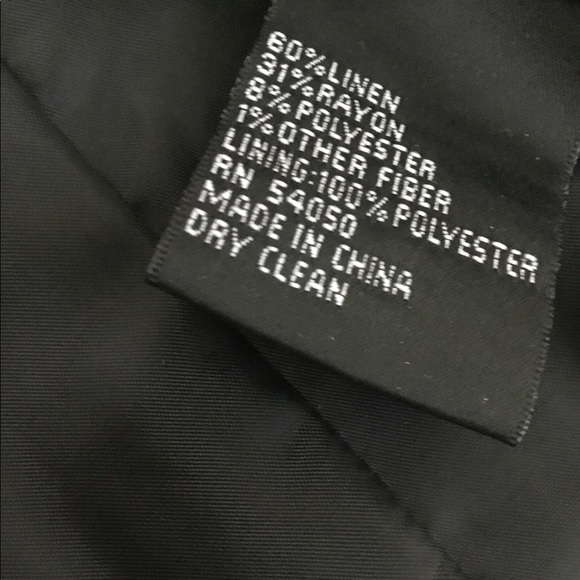 60% LINEN
31% RAYON
8% POLYESTER
1% OTHER FIBER
LINING:100% POLYESTER
RN 54050
MADE IN CHINA
DRY CLEAN